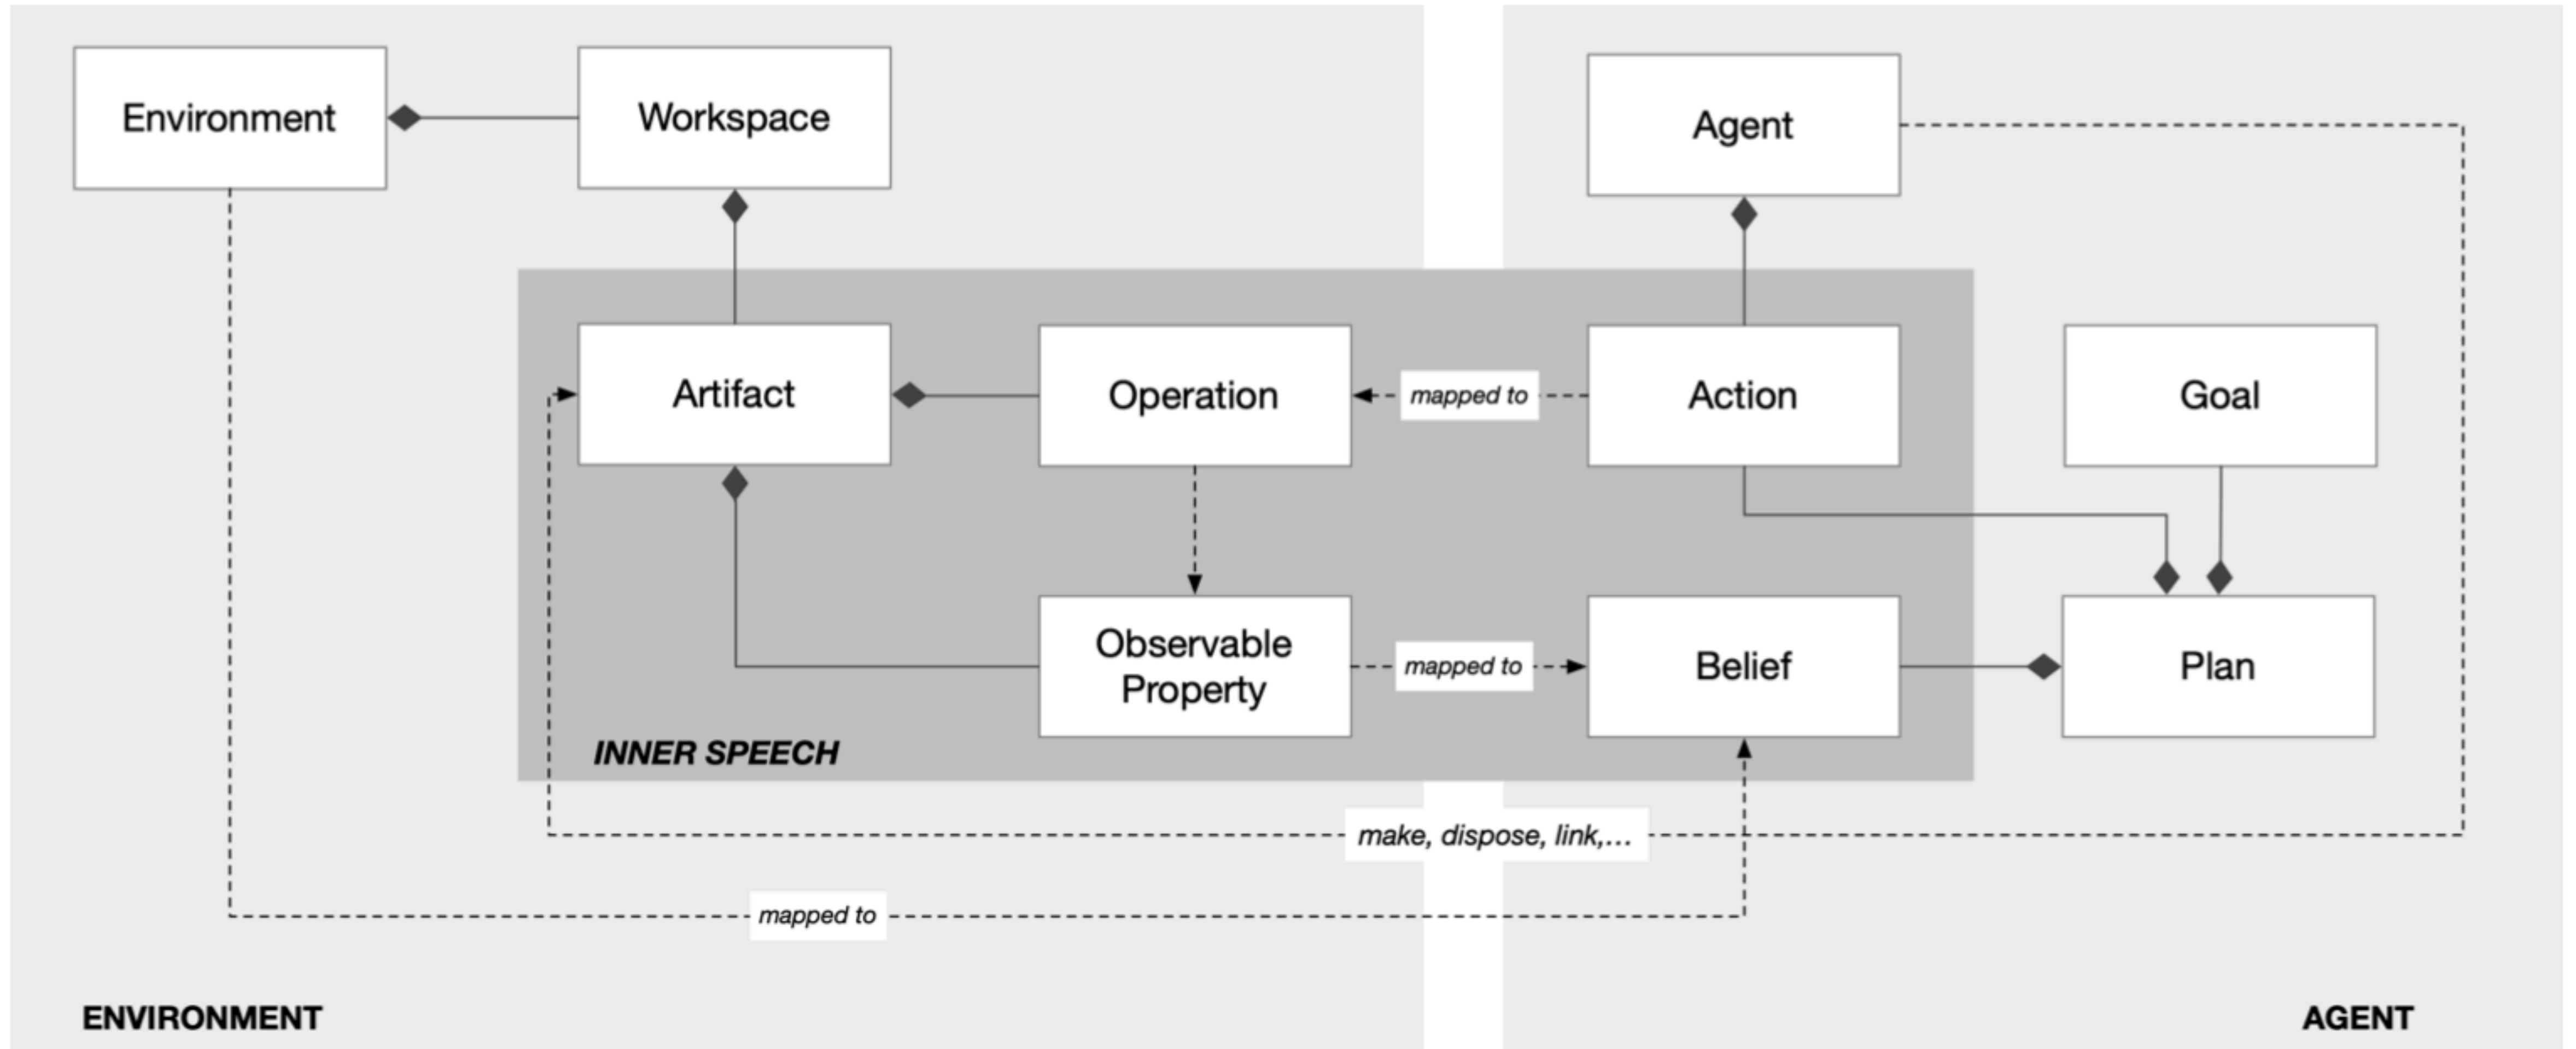 Environment
Workspace
Agent
Artifact
Operation
mapped to
Action
Goal
Observable
Property
mapped to
Belief
Plan
INNER SPEECH
make, dispose, link,...
mapped to
ENVIRONMENT
AGENT